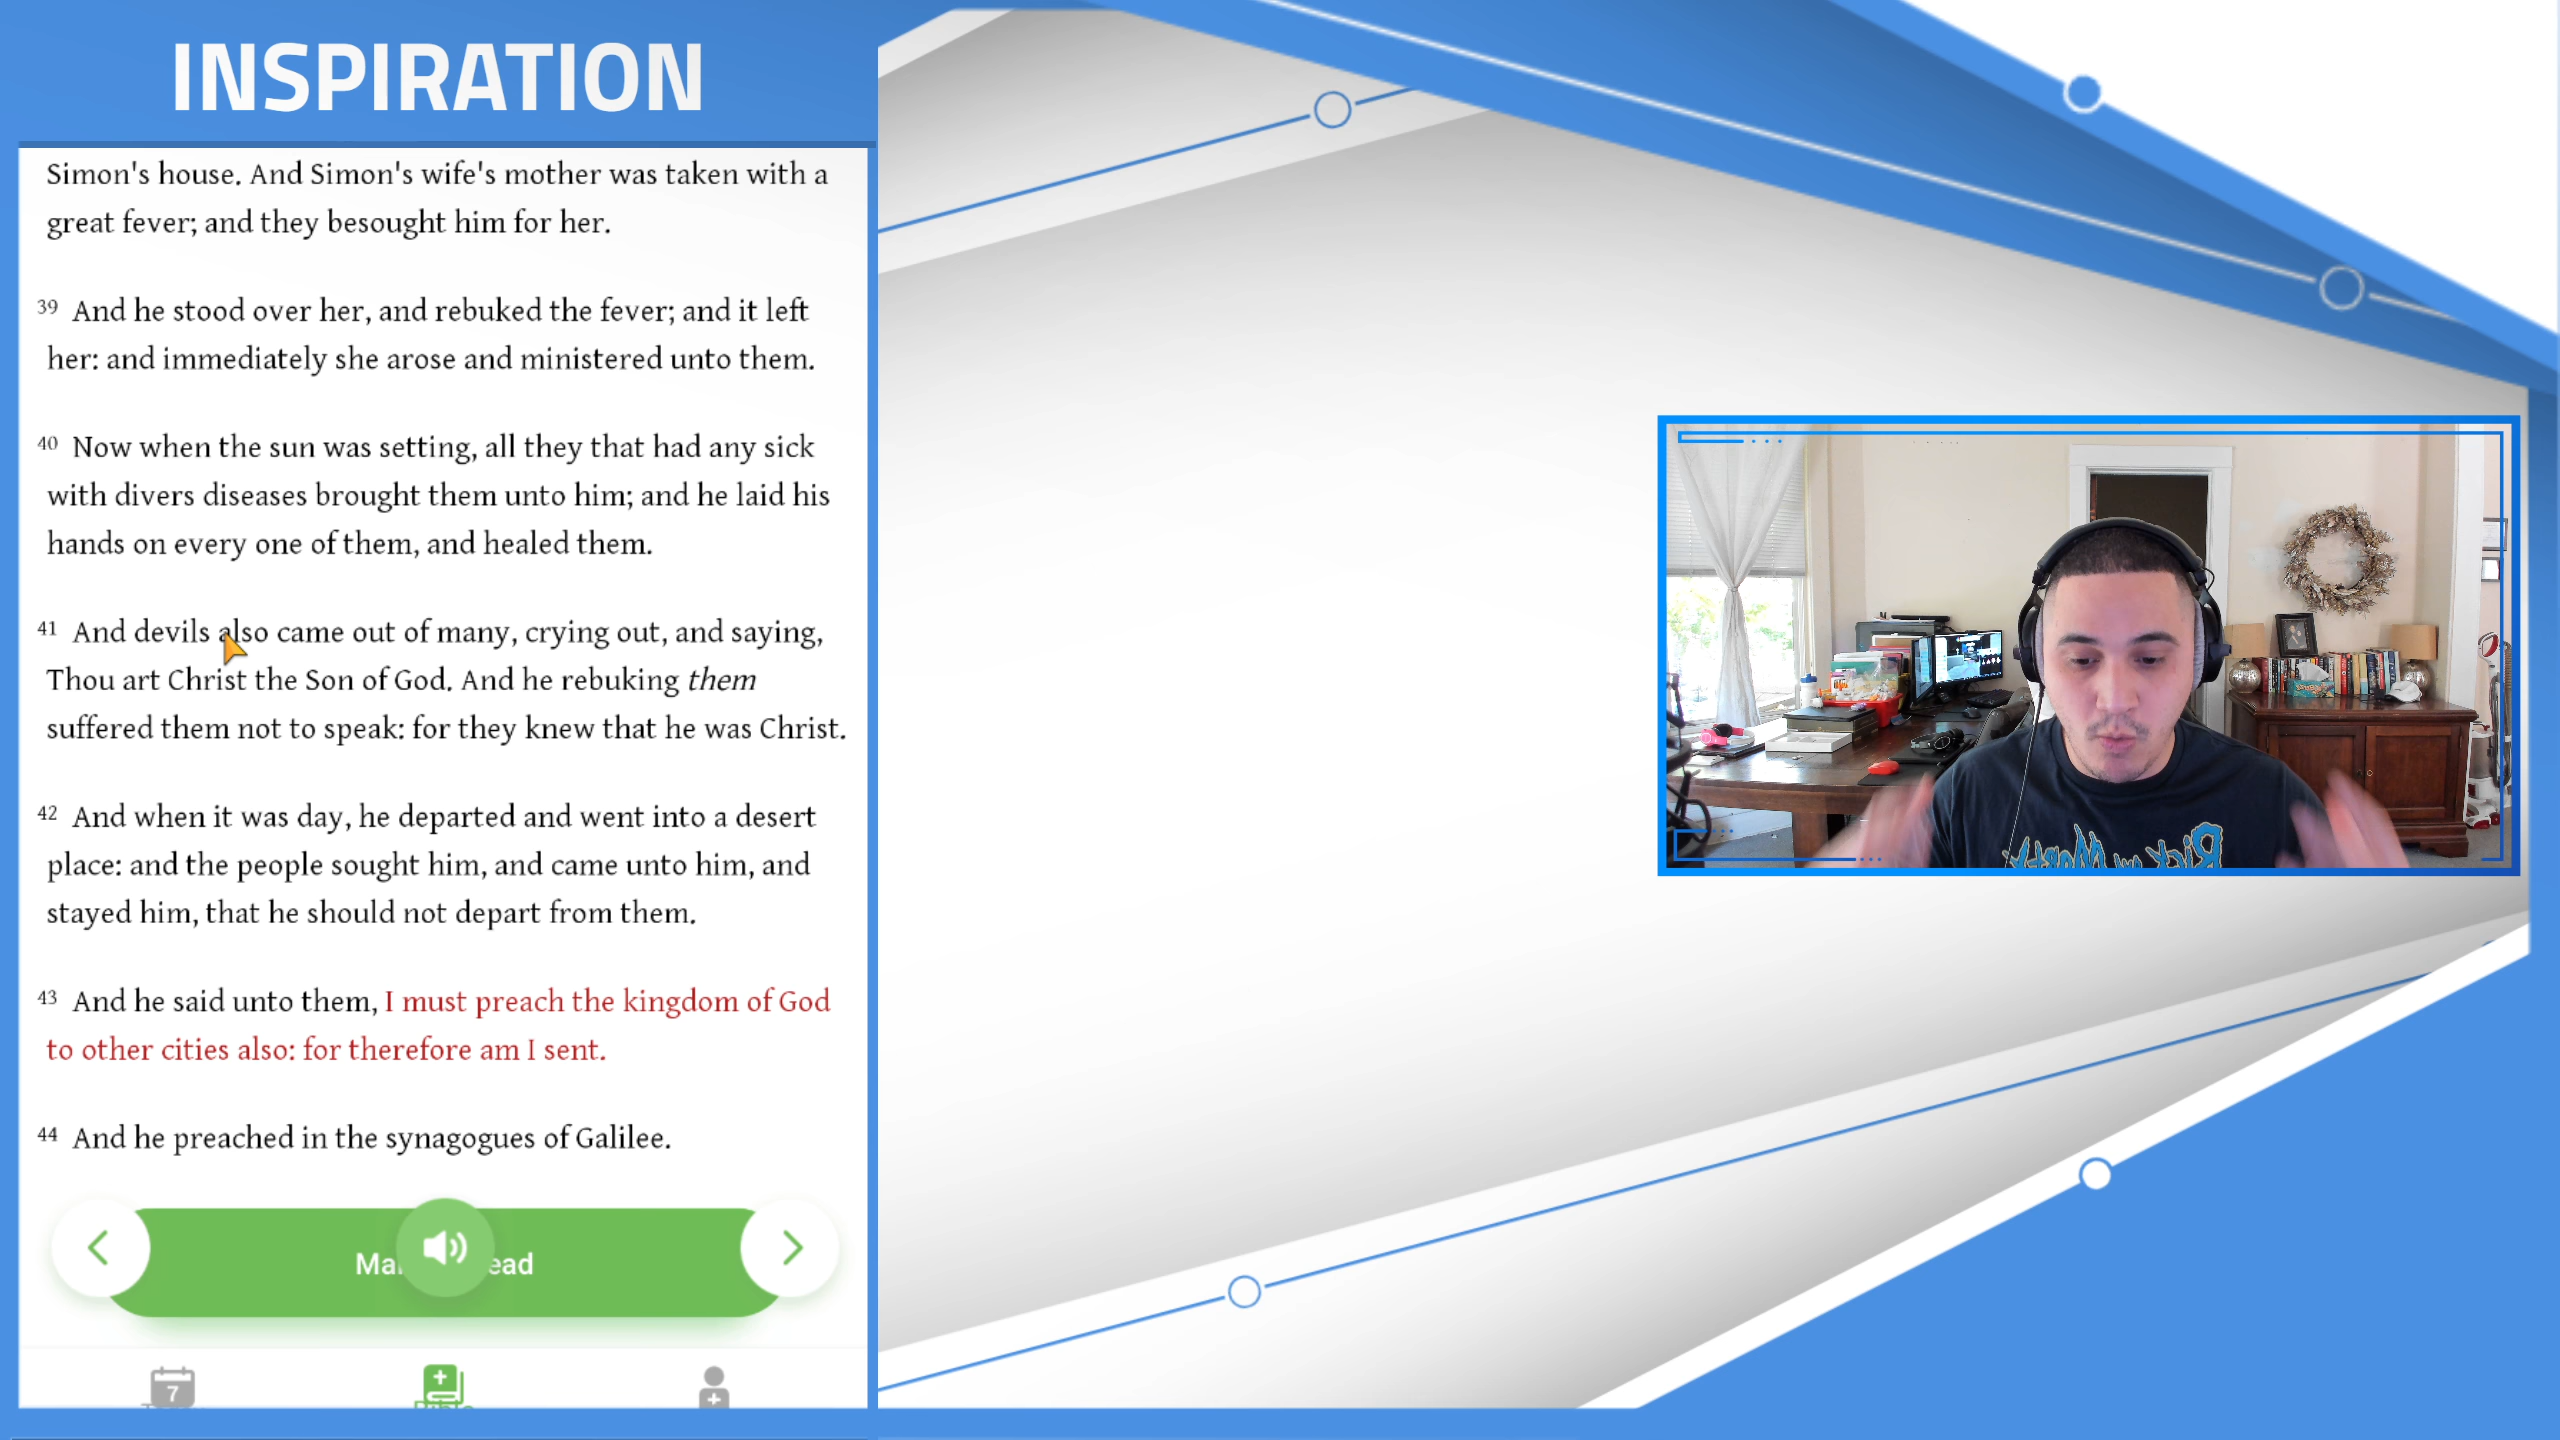 INSPIRATION
Simon's house. And Simon's wife's mother was taken with a
great fever; and they besought him for her.
39 And he stood over her, and rebuked the fever; and it left
her: and immediately she arose and ministered unto them.
40 Now when the sun was setting, all they that had any sick
with divers diseases brought them unto him; and he laid his
hands on every one of them, and healed them.
41 And devils also came out of many, crying out, and saying,
Thou art Christ the Son of God. And he rebuking them
suffered them not to speak: for they knew that he was Christ.
42 And when it was day, he departed and went into a desert
place: and the people sought him, and came unto him, and
stayed him, that he should not depart from them.
43 And he said unto them, I must preach the kingdom of God
to other cities also: for therefore am I sent.
44 And he preached in the synagogues of Galilee.
7
Rick and Morty